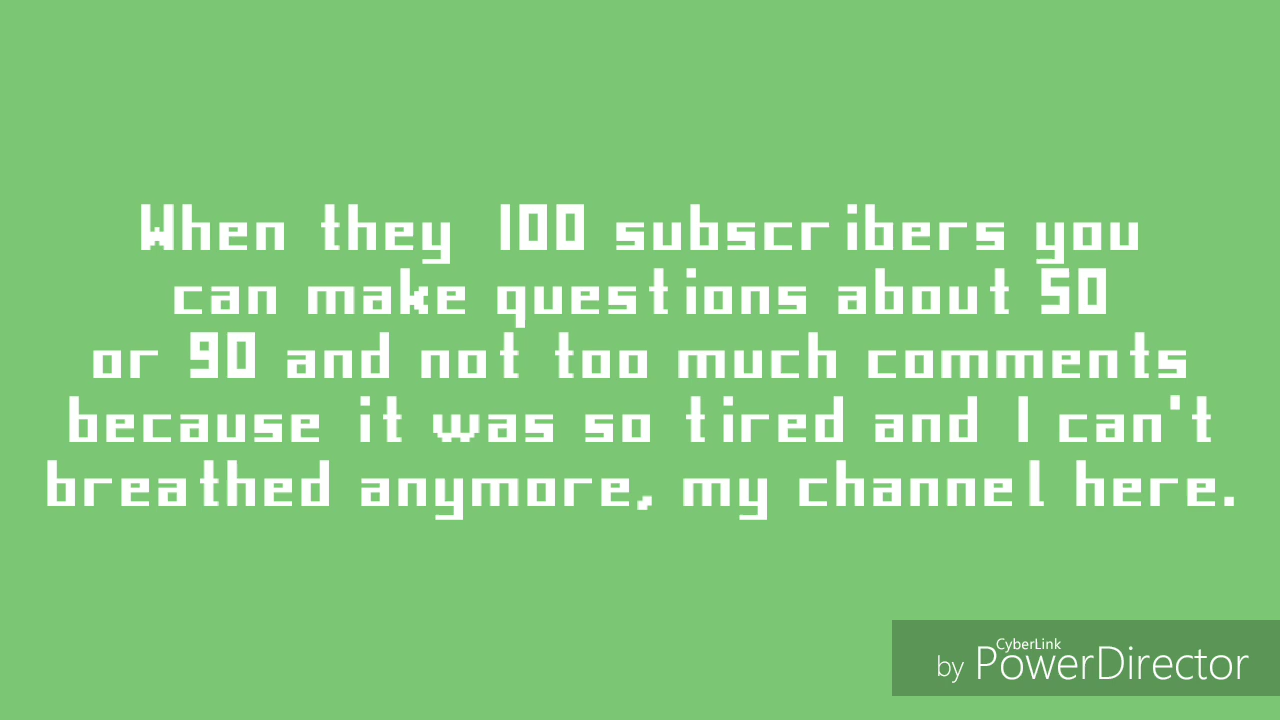 When they 100 subscribers you
can make questions about 50
or 90 and not too much comments
because it was so tired and I can't
breathed anymore, my channel here.
by CyberLink PowerDirector